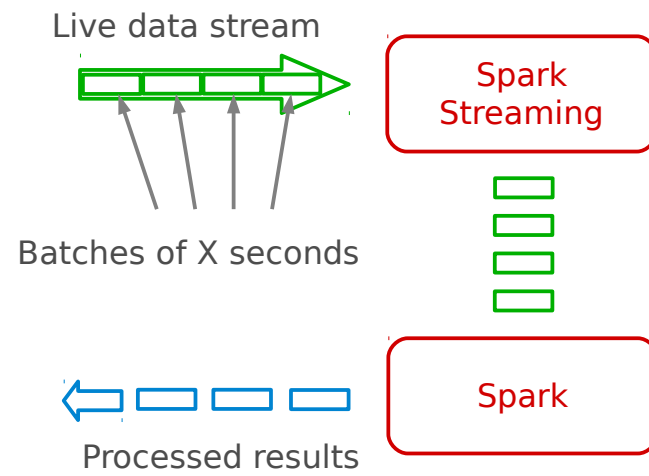 Live data stream
Spark
Streaming
Batches of X seconds
Spark
Processed results